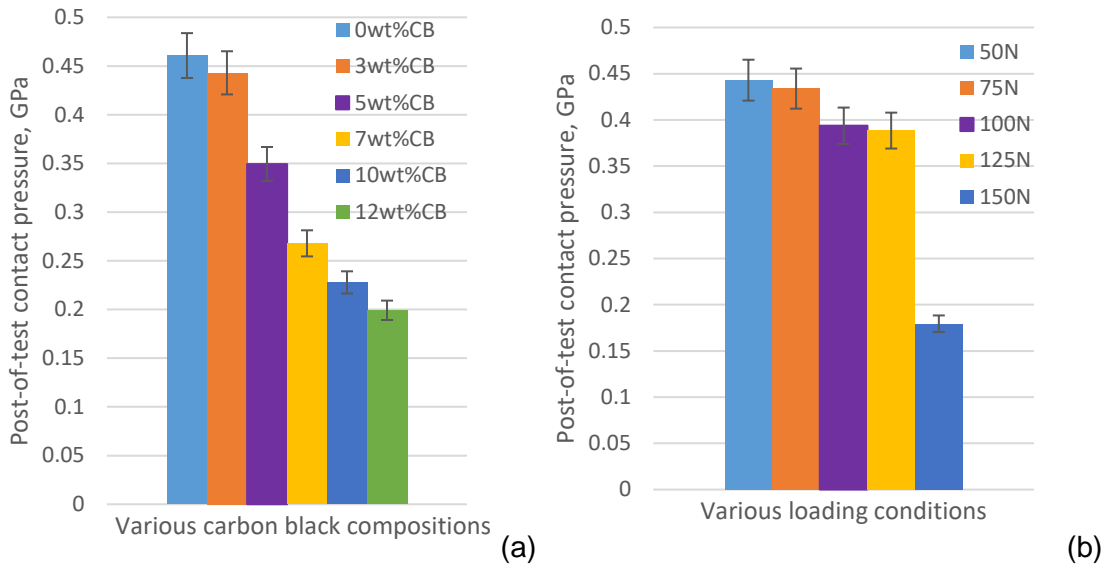 Post-of-test contact pressure, GPa
0.5
0.45
0.4
0.35
0.3
0.25
0.2
0.15
0.1
0.05
0
0wt%CB
3wt%CB
5wt%CB
7wt%CB
10wt%CB
12wt%CB
Various carbon black compositions
(a)
Post-of-test contact pressure, GPa
0.5
0.45
0.4
0.35
0.3
0.25
0.2
0.15
0.1
0.05
0
50N
75N
100N
125N
150N
Various loading conditions
(b)